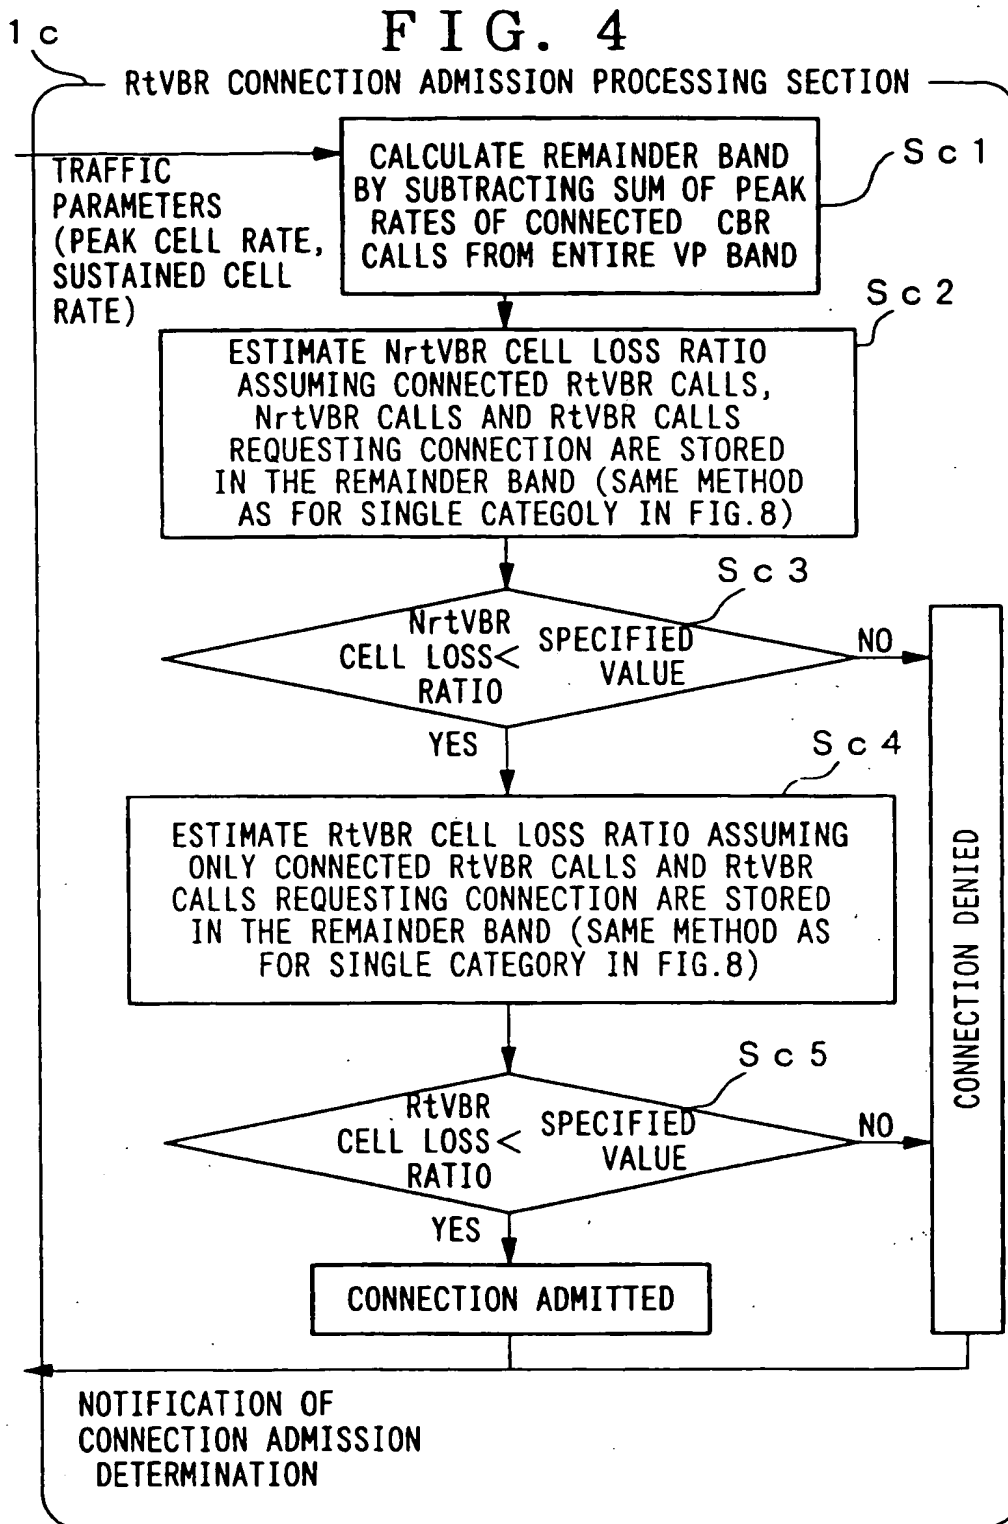 FIG. 4
1c
RtVBR CONNECTION ADMISSION PROCESSING SECTION
TRAFFIC
PARAMETERS
(PEAK CELL RATE,
SUSTAINED CELL
RATE)
CALCULATE REMAINDER BAND
BY SUBTRACTING SUM OF PEAK
RATES OF CONNECTED CBR
CALLS FROM ENTIRE VP BAND
Sc1
Sc2
ESTIMATE NrtVBR CELL LOSS RATIO
ASSUMING CONNECTED RtVBR CALLS,
NrtVBR CALLS AND RtVBR CALLS
REQUESTING CONNECTION ARE STORED
IN THE REMAINDER BAND (SAME METHOD
AS FOR SINGLE CATEGOLY IN FIG.8)
Sc3
NrtVBR
CELL LOSS
RATIO
<
SPECIFIED
VALUE
NO
YES
Sc4
ESTIMATE RtVBR CELL LOSS RATIO ASSUMING
ONLY CONNECTED RtVBR CALLS AND RtVBR
CALLS REQUESTING CONNECTION ARE STORED
IN THE REMAINDER BAND (SAME METHOD AS
FOR SINGLE CATEGORY IN FIG.8)
Sc5
RtVBR
CELL LOSS
RATIO
<
SPECIFIED
VALUE
NO
YES
CONNECTION DENIED
CONNECTION ADMITTED
NOTIFICATION OF
CONNECTION ADMISSION
DETERMINATION